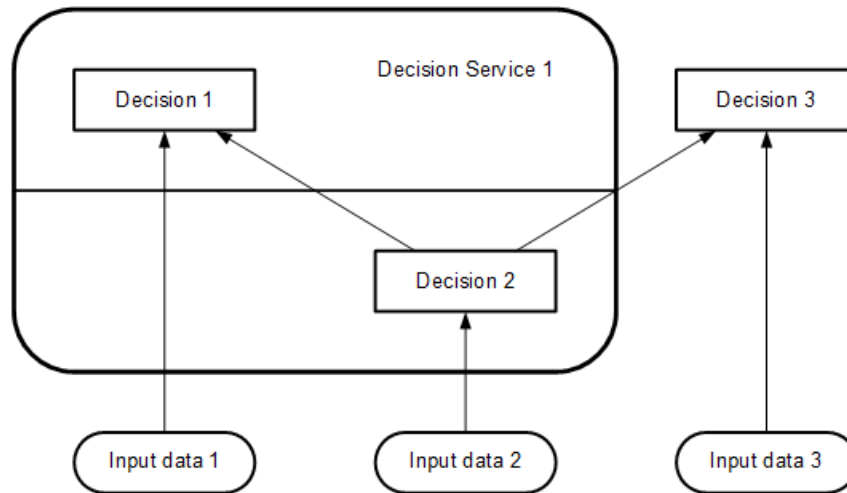 Decision Service 1
Decision 1
Decision 3
Decision 2
Input data 1
Input data 2
Input data 3